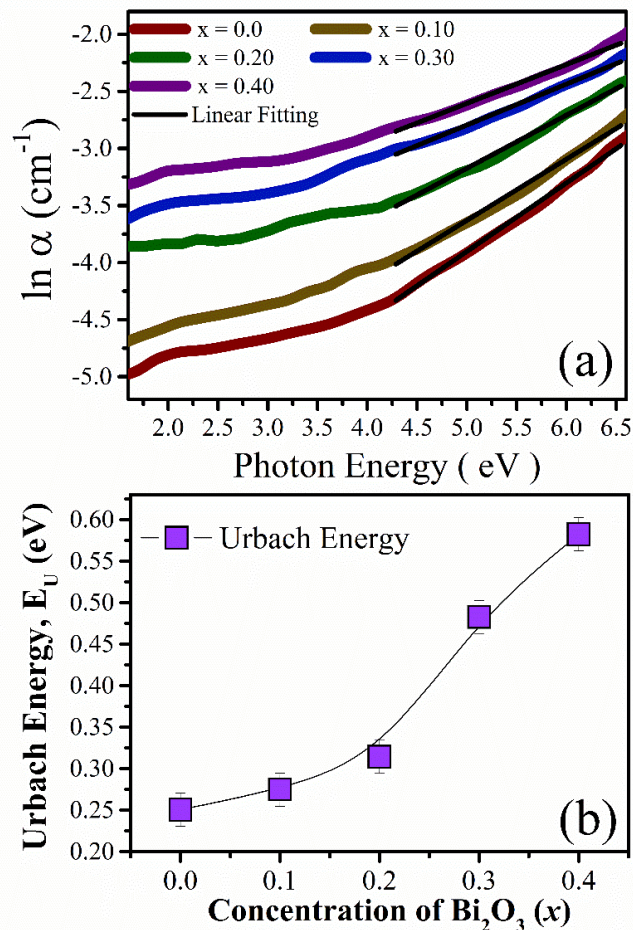 (a)
x = 0.0
x = 0.10
x = 0.20
x = 0.30
x = 0.40
Linear Fitting
-2.0
-2.5
-3.0
-3.5
-4.0
-4.5
-5.0
ln α (cm⁻¹)
2.0 2.5 3.0 3.5 4.0 4.5 5.0 5.5 6.0 6.5
Photon Energy ( eV )
(b)
Urbach Energy
0.60
0.55
0.50
0.45
0.40
0.35
0.30
0.25
0.20
Urbach Energy, E_U (eV)
0.0 0.1 0.2 0.3 0.4
Concentration of Bi₂O₃ (x)